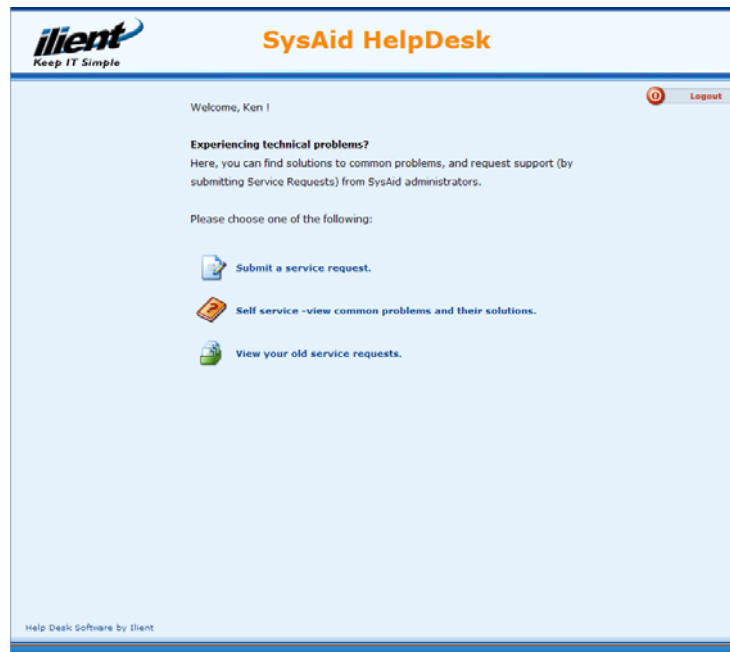 ilient
Keep IT Simple
SysAid HelpDesk
Logout
Welcome, Ken !
Experiencing technical problems?
Here, you can find solutions to common problems, and request support (by
submitting Service Requests) from SysAid administrators.
Please choose one of the following:
Submit a service request.
Self service -view common problems and their solutions.
View your old service requests.
Help Desk Software by Ilient